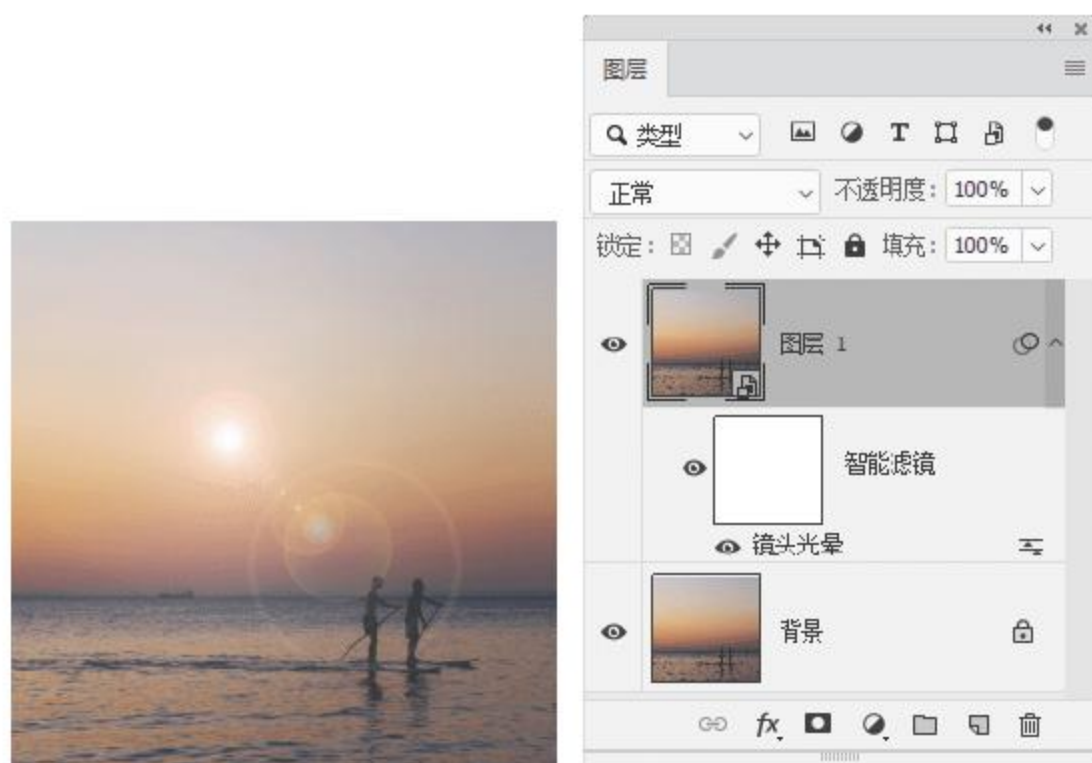 图层
类型
正常
不透明度: 100%
锁定:
填充: 100%
图层 1
智能滤镜
镜头光晕
背景
fx